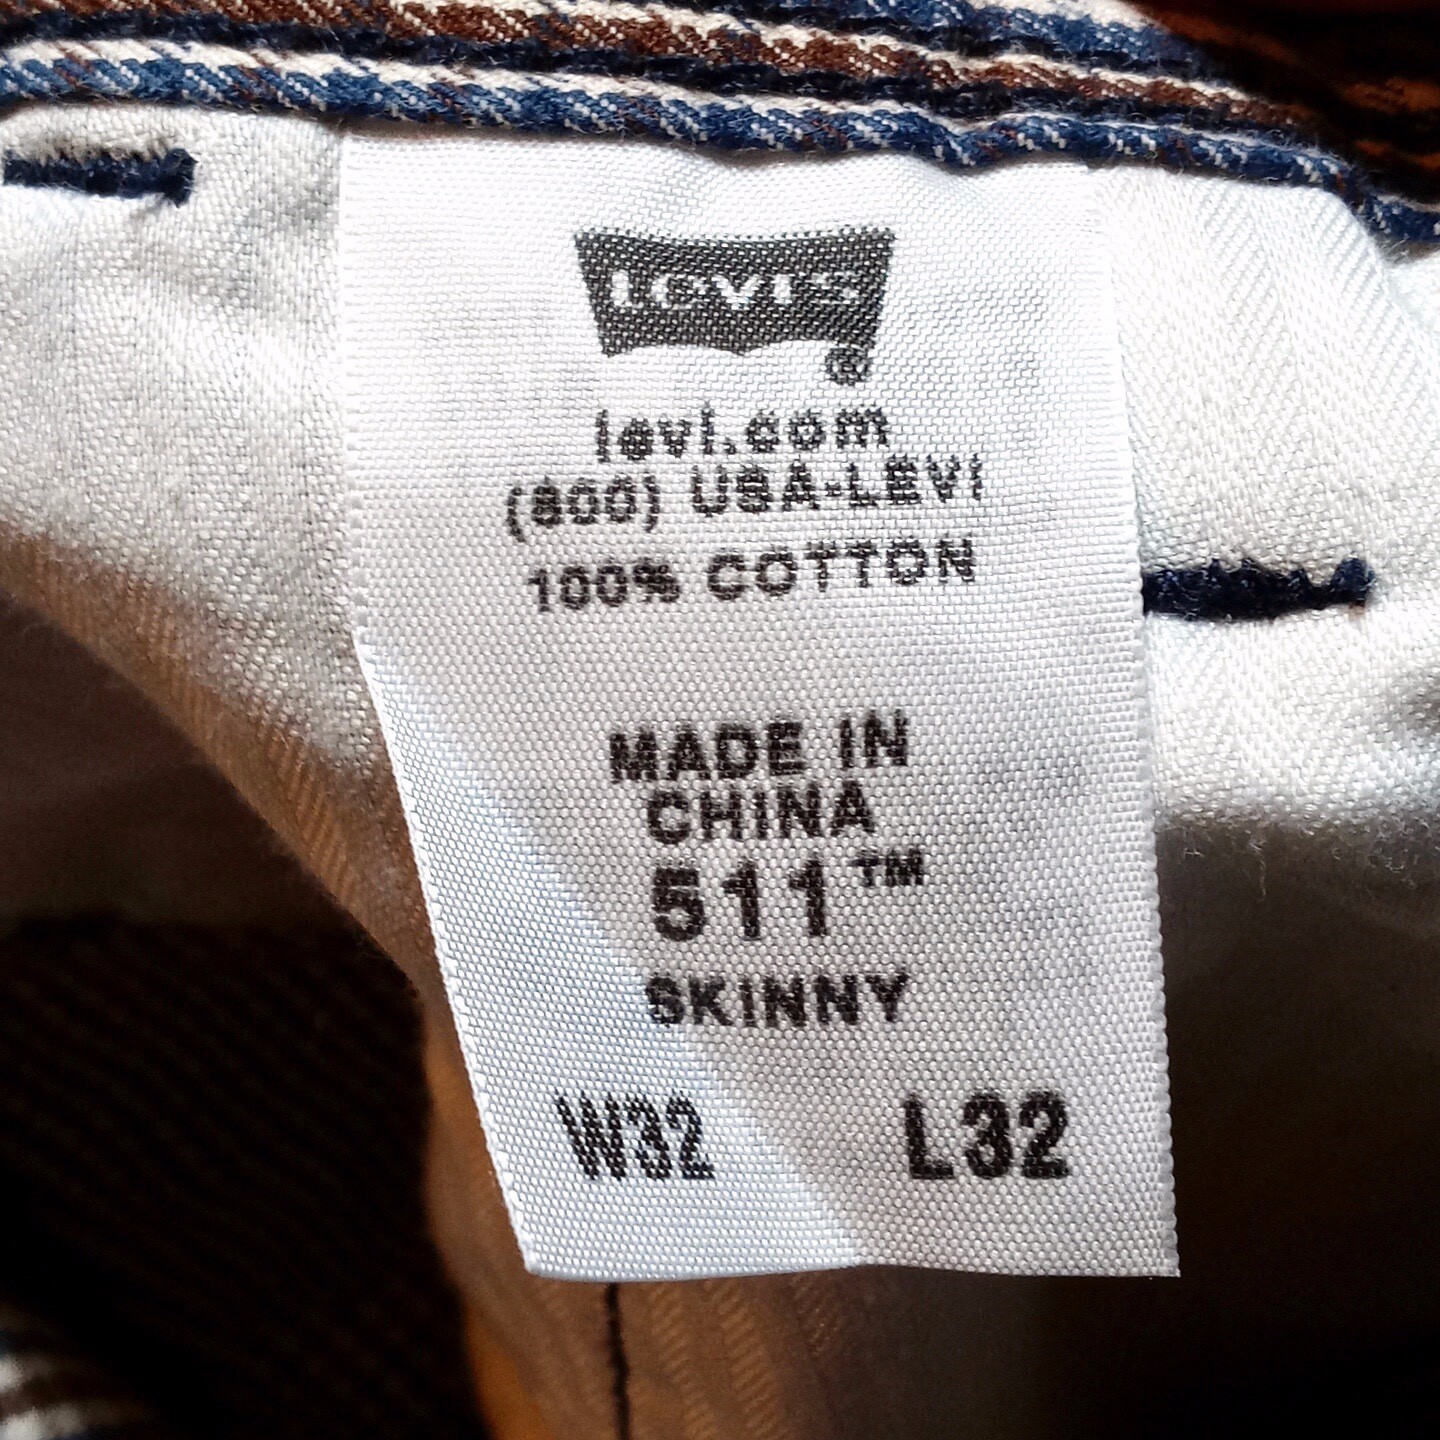 Levi's
®
levi.com
(800) USA-LEVI
100% COTTON
MADE IN
CHINA
511™
SKINNY
W32 L32